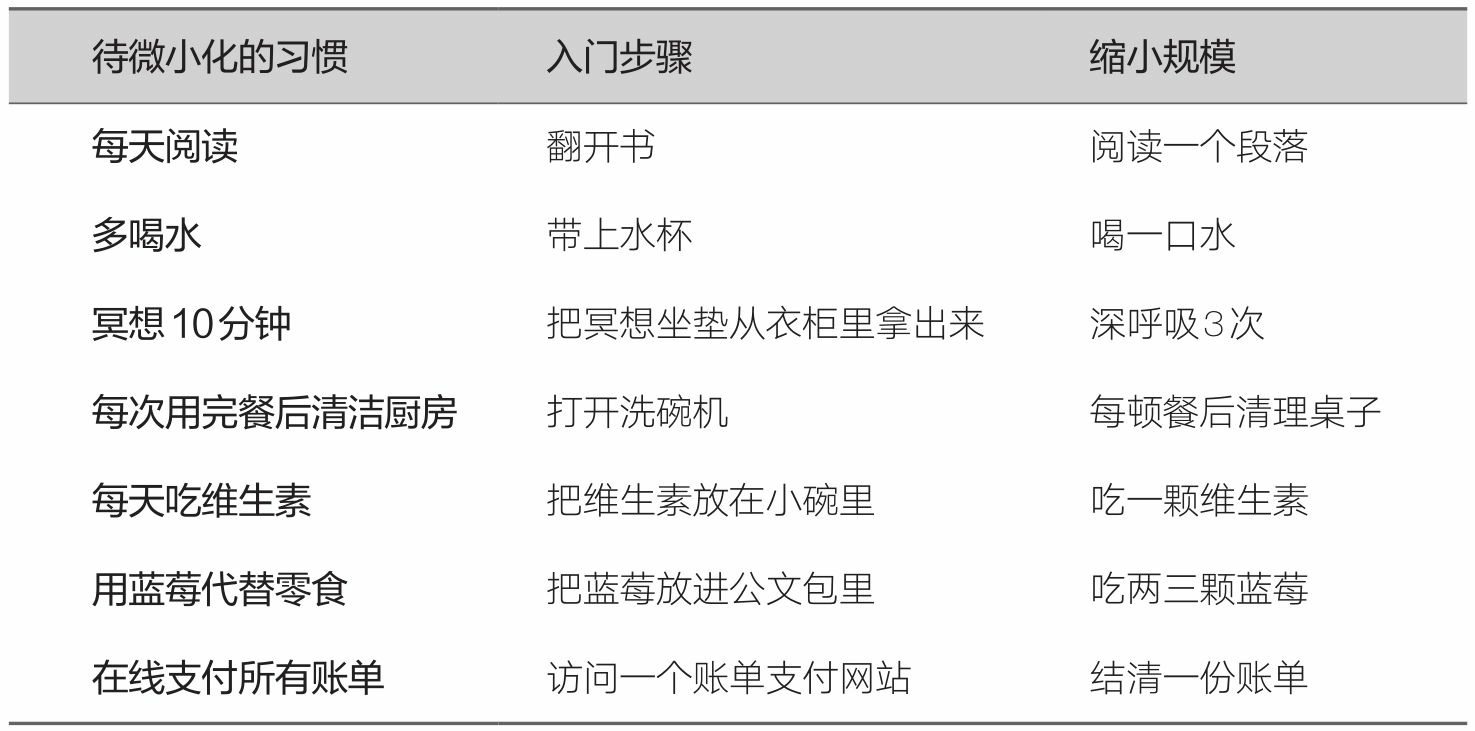 待微小化的习惯 入门步骤 缩小规模
每天阅读 翻开书 阅读一个段落
多喝水 带上水杯 喝一口水
冥想10分钟 把冥想坐垫从衣柜里拿出来 深呼吸3次
每次用完餐后清洁厨房 打开洗碗机 每顿餐后清理桌子
每天吃维生素 把维生素放在小碗里 吃一颗维生素
用蓝莓代替零食 把蓝莓放进公文包里 吃两三颗蓝莓
在线支付所有账单 访问一个账单支付网站 结清一份账单